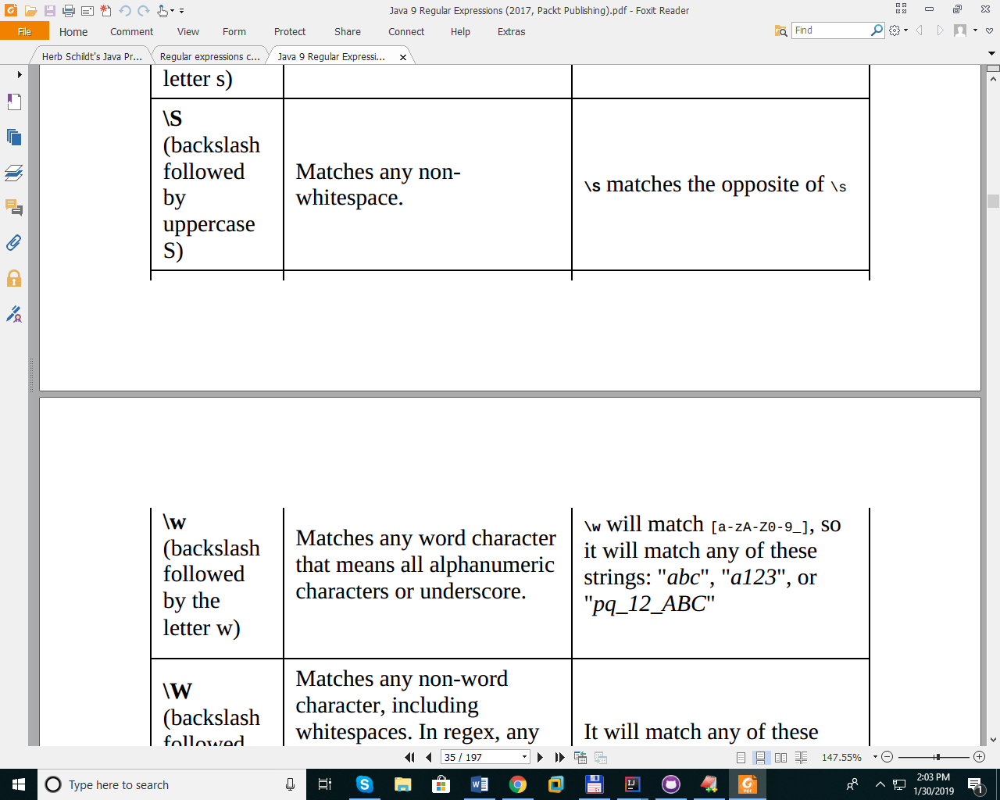 Java 9 Regular Expressions (2017, Packt Publishing).pdf - Foxit Reader
File Home Comment View Form Protect Share Connect Help Extras
Find
Herb Schildt's Java Pr... Regular expressions c... Java 9 Regular Expressi...
letter s)
\S
(backslash
followed
by
uppercase
S)
Matches any non-
whitespace.
\S matches the opposite of \s
\w
(backslash
followed
by the
letter w)
Matches any word character
that means all alphanumeric
characters or underscore.
\w will match [a-zA-Z0-9_], so
it will match any of these
strings: "abc", "a123", or
"pq_12_ABC"
\W
(backslash
followed
Matches any non-word
character, including
whitespaces. In regex, any
It will match any of these
35 / 197
147.55%
Type here to search
2:03 PM
1/30/2019
1